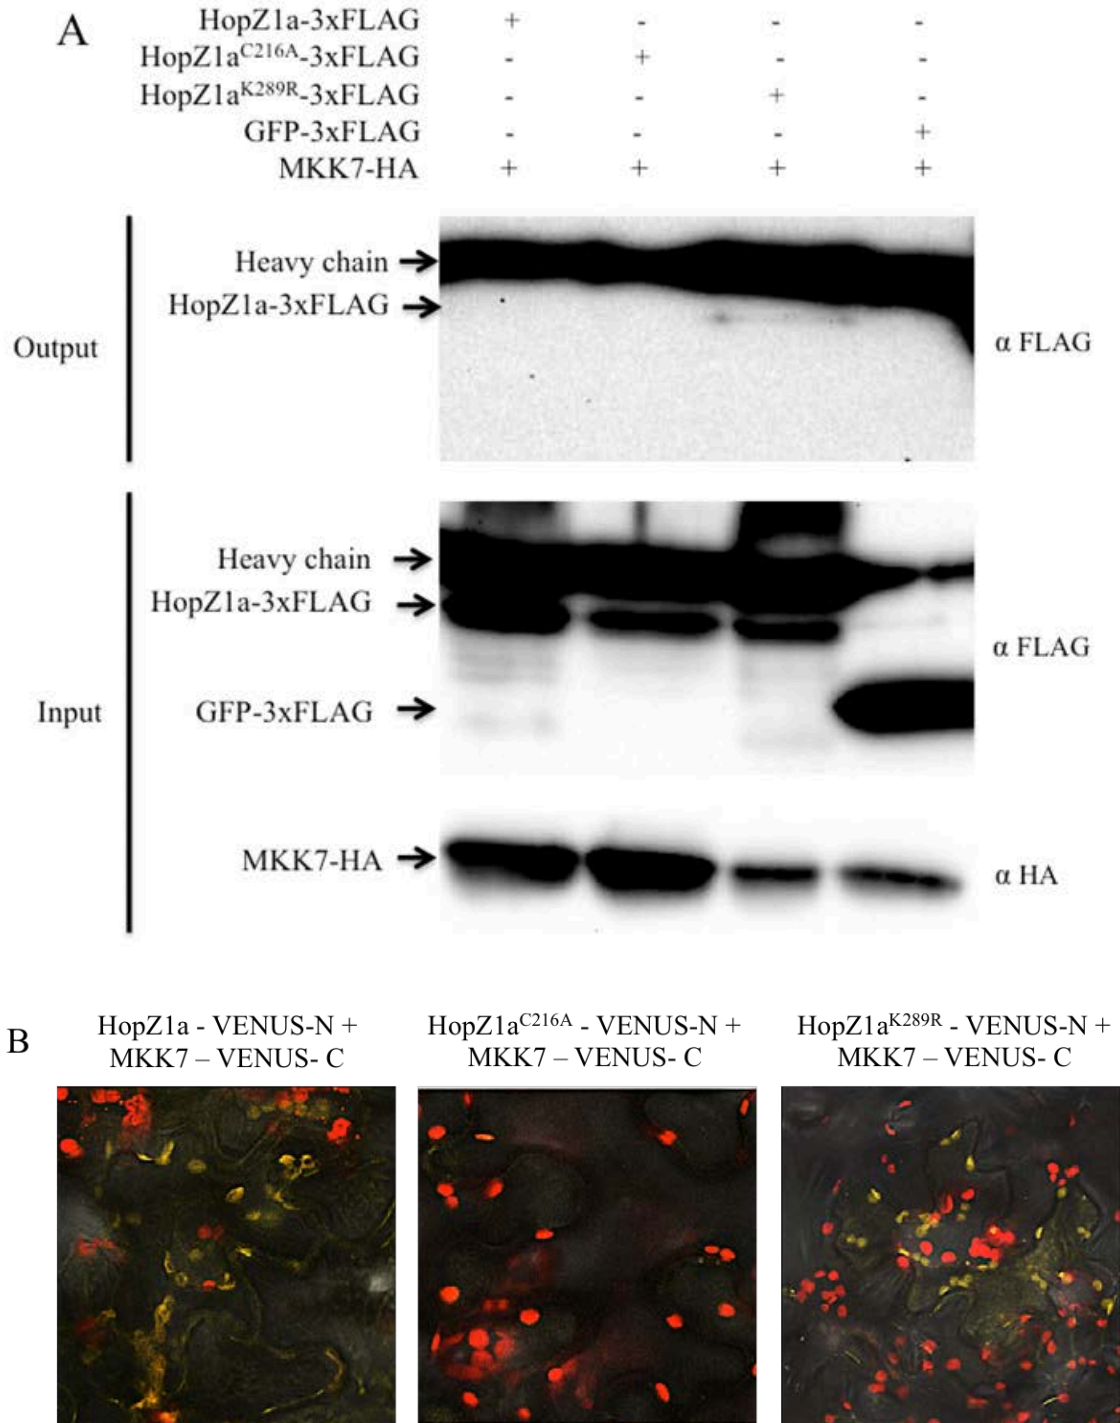 A
HopZ1a-3xFLAG + - - -
HopZ1aC216A-3xFLAG - + - -
HopZ1aK289R-3xFLAG - - + -
GFP-3xFLAG - - - +
MKK7-HA + + + +
Output
Heavy chain
HopZ1a-3xFLAG
α FLAG
Input
Heavy chain
HopZ1a-3xFLAG
GFP-3xFLAG
α FLAG
MKK7-HA
α HA
B
HopZ1a - VENUS-N +
MKK7 – VENUS- C
HopZ1aC216A - VENUS-N +
MKK7 – VENUS- C
HopZ1aK289R - VENUS-N +
MKK7 – VENUS- C